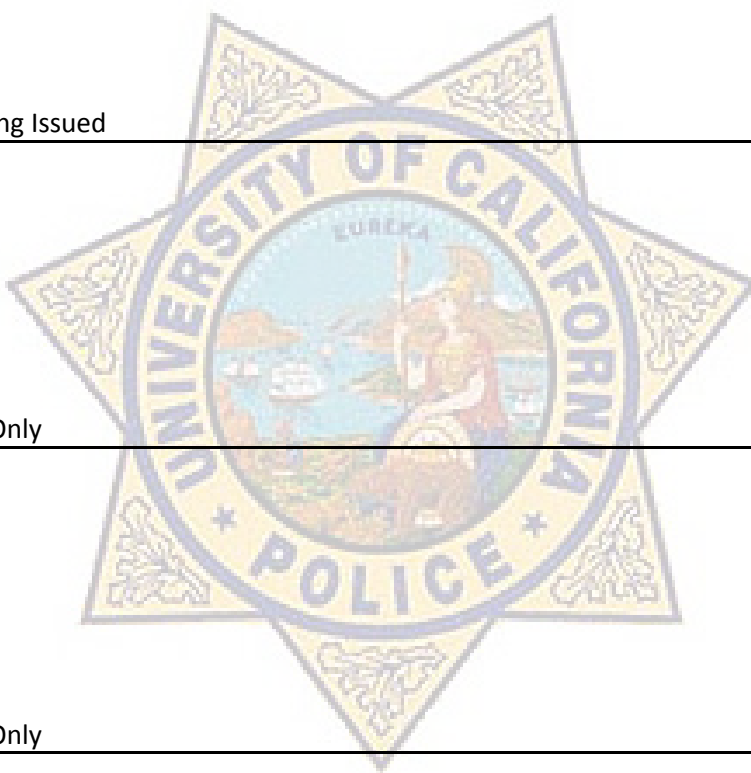 ng Issued
UNIVERSITY OF CALIFORNIA
EUREKA
Only
POLICE
Only